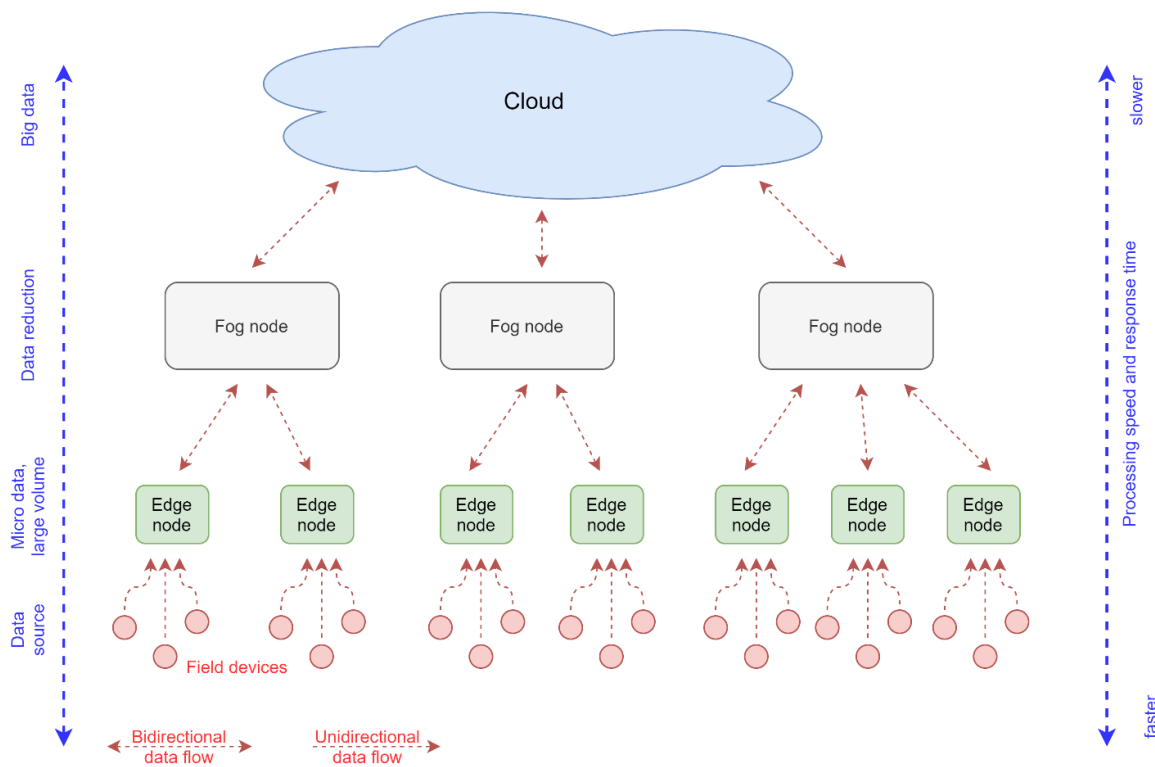 Cloud
Big data
slower
Fog node
Fog node
Fog node
Data reduction
Processing speed and response time
Micro data,
large volume
Edge
node
Edge
node
Edge
node
Edge
node
Edge
node
Edge
node
Edge
node
Data
source
Field devices
faster
Bidirectional
data flow
Unidirectional
data flow